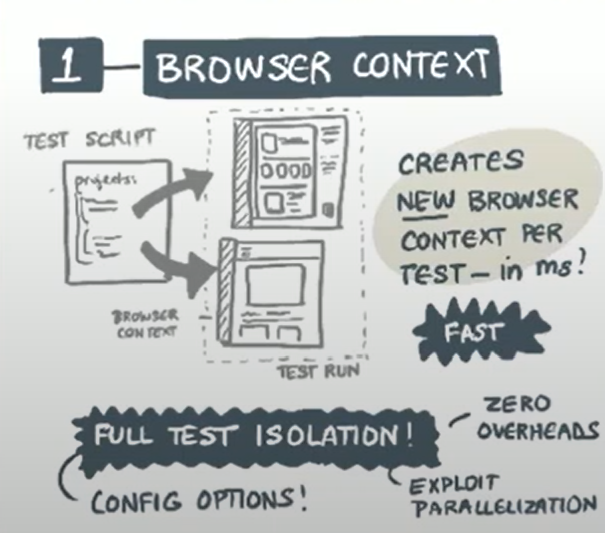 1 — BROWSER CONTEXT
TEST SCRIPT
projects:
BROWSER
CONTEXT
TEST RUN
CREATES
NEW BROWSER
CONTEXT PER
TEST — in ms!
FAST
FULL TEST ISOLATION!
ZERO
OVERHEADS
CONFIG OPTIONS!
EXPLOIT
PARALLELIZATION